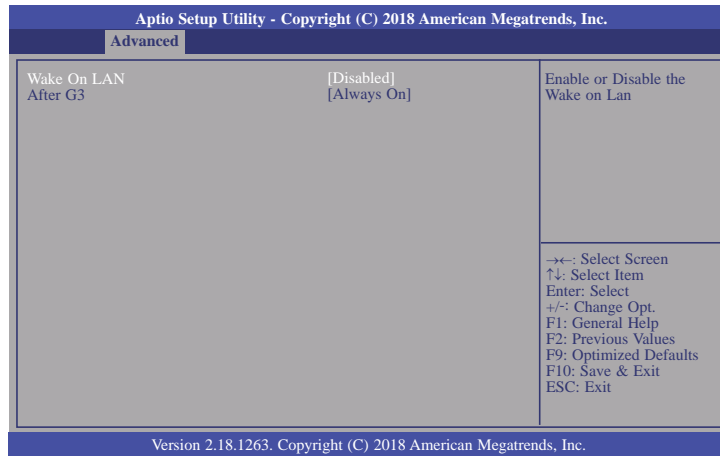 Aptio Setup Utility - Copyright (C) 2018 American Megatrends, Inc.
Advanced
Wake On LAN [Disabled]
After G3 [Always On]
Enable or Disable the
Wake on Lan
→←: Select Screen
↑↓: Select Item
Enter: Select
+/-: Change Opt.
F1: General Help
F2: Previous Values
F9: Optimized Defaults
F10: Save & Exit
ESC: Exit
Version 2.18.1263. Copyright (C) 2018 American Megatrends, Inc.